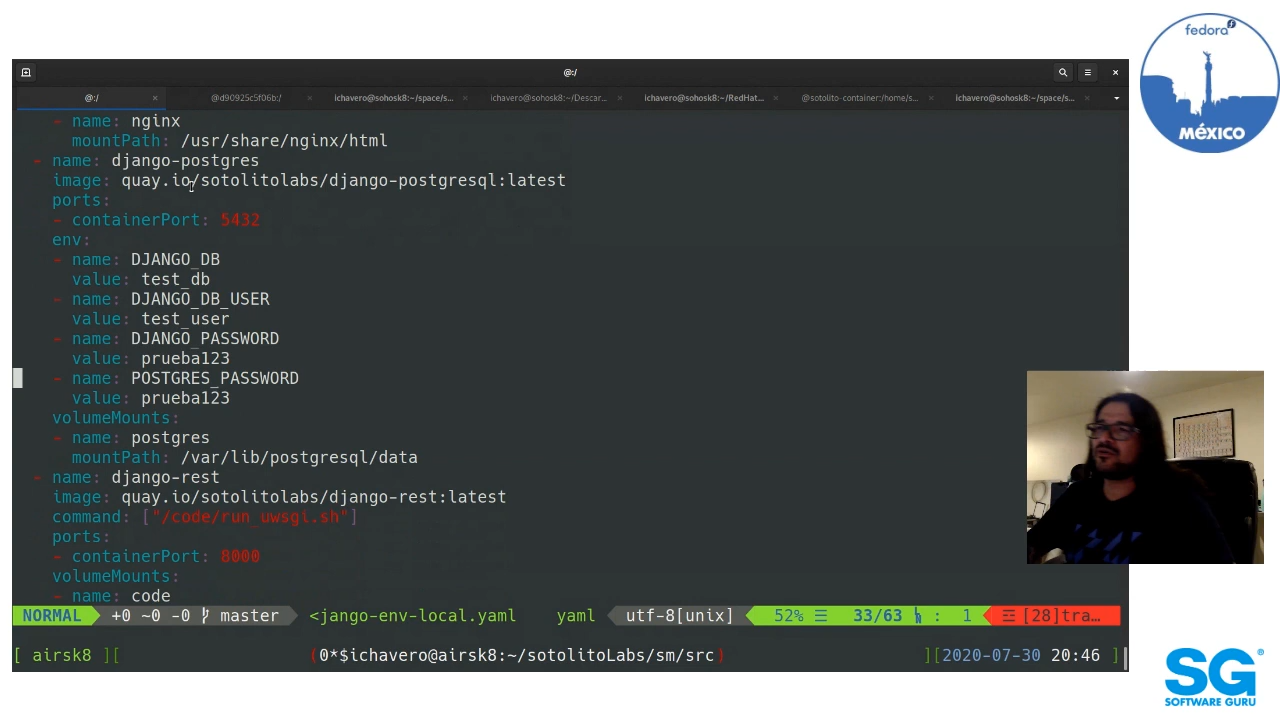 fedora
MÉXICO
@:/
@:/
@d90925c5f06b:/
ichavero@sohosk8:~/space/s...
ichavero@sohosk8:~/Descar...
ichavero@sohosk8:~/RedHat...
@sotolito-container:/home/s...
ichavero@sohosk8:~/space/s...
- name: nginx
mountPath: /usr/share/nginx/html
- name: django-postgres
image: quay.io/sotolitolabs/django-postgresql:latest
ports:
- containerPort: 5432
env:
- name: DJANGO_DB
value: test_db
- name: DJANGO_DB_USER
value: test_user
- name: DJANGO_PASSWORD
value: prueba123
- name: POSTGRES_PASSWORD
value: prueba123
volumeMounts:
- name: postgres
mountPath: /var/lib/postgresql/data
- name: django-rest
image: quay.io/sotolitolabs/django-rest:latest
command: ["/code/run_uwsgi.sh"]
ports:
- containerPort: 8000
volumeMounts:
- name: code
NORMAL +0 ~0 -0 master <jango-env-local.yaml yaml utf-8[unix] 52% ☰ 33/63 : 1 ☲ [28]tra…
[ airsk8 ][ (0*$ichavero@airsk8:~/sotolitoLabs/sm/src) ][2020-07-30 20:46 ]
SG®
SOFTWARE GURU